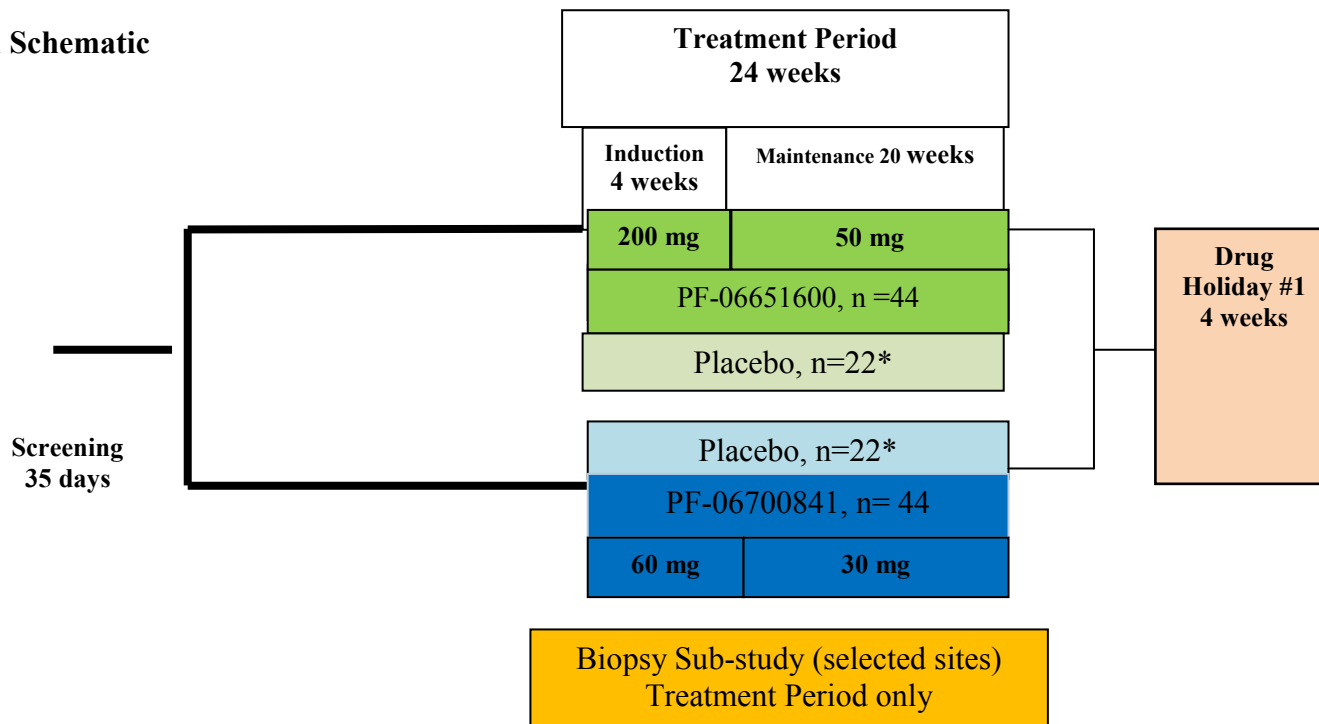 Schematic
Treatment Period
24 weeks
Induction
4 weeks
Maintenance 20 weeks
200 mg
50 mg
PF-06651600, n =44
Placebo, n=22*
Drug
Holiday #1
4 weeks
Screening
35 days
Placebo, n=22*
PF-06700841, n= 44
60 mg
30 mg
Biopsy Sub-study (selected sites)
Treatment Period only